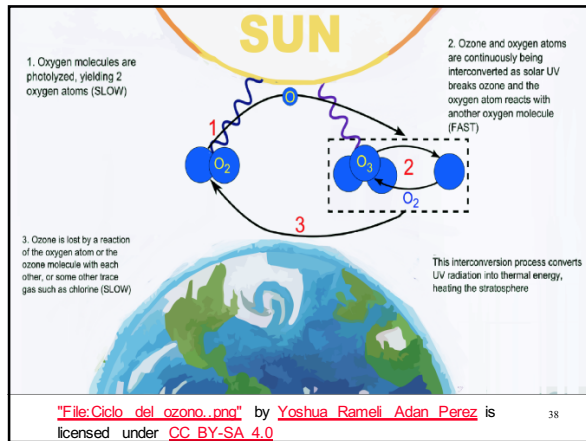 SUN
1. Oxygen molecules are
photolyzed, yielding 2
oxygen atoms (SLOW)
2. Ozone and oxygen atoms
are continuously being
interconverted as solar UV
breaks ozone and the
oxygen atom reacts with
another oxygen molecule
(FAST)
O
1
O2
O3
2
O2
3
3. Ozone is lost by a reaction
of the oxygen atom or the
ozone molecule with each
other, or some other trace
gas such as chlorine (SLOW)
This interconversion process converts
UV radiation into thermal energy,
heating the stratosphere
"File:Ciclo del ozono..png" by Yoshua Rameli Adan Perez is
licensed under CC BY-SA 4.0
38